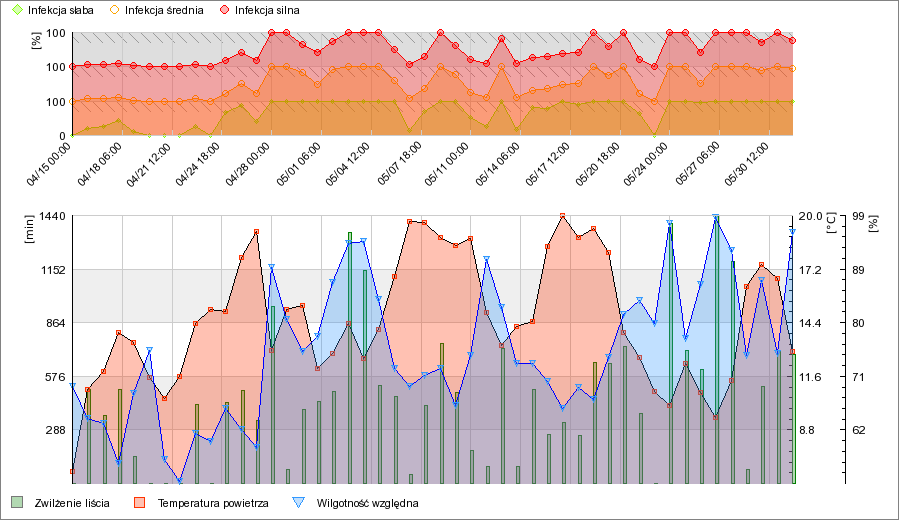 Infekcja słaba Infekcja średnia Infekcja silna
[%]
100
100
100
0
04/15 00:00 04/18 06:00 04/21 12:00 04/24 18:00 04/28 00:00 05/01 06:00 05/04 12:00 05/07 18:00 05/11 00:00 05/14 06:00 05/17 12:00 05/20 18:00 05/24 00:00 05/27 06:00 05/30 12:00
[min] [°C] [%]
1440 20.0 99
1152 17.2 89
864 14.4 80
576 11.6 71
288 8.8 62
Zwilżenie liścia Temperatura powietrza Wilgotność względna